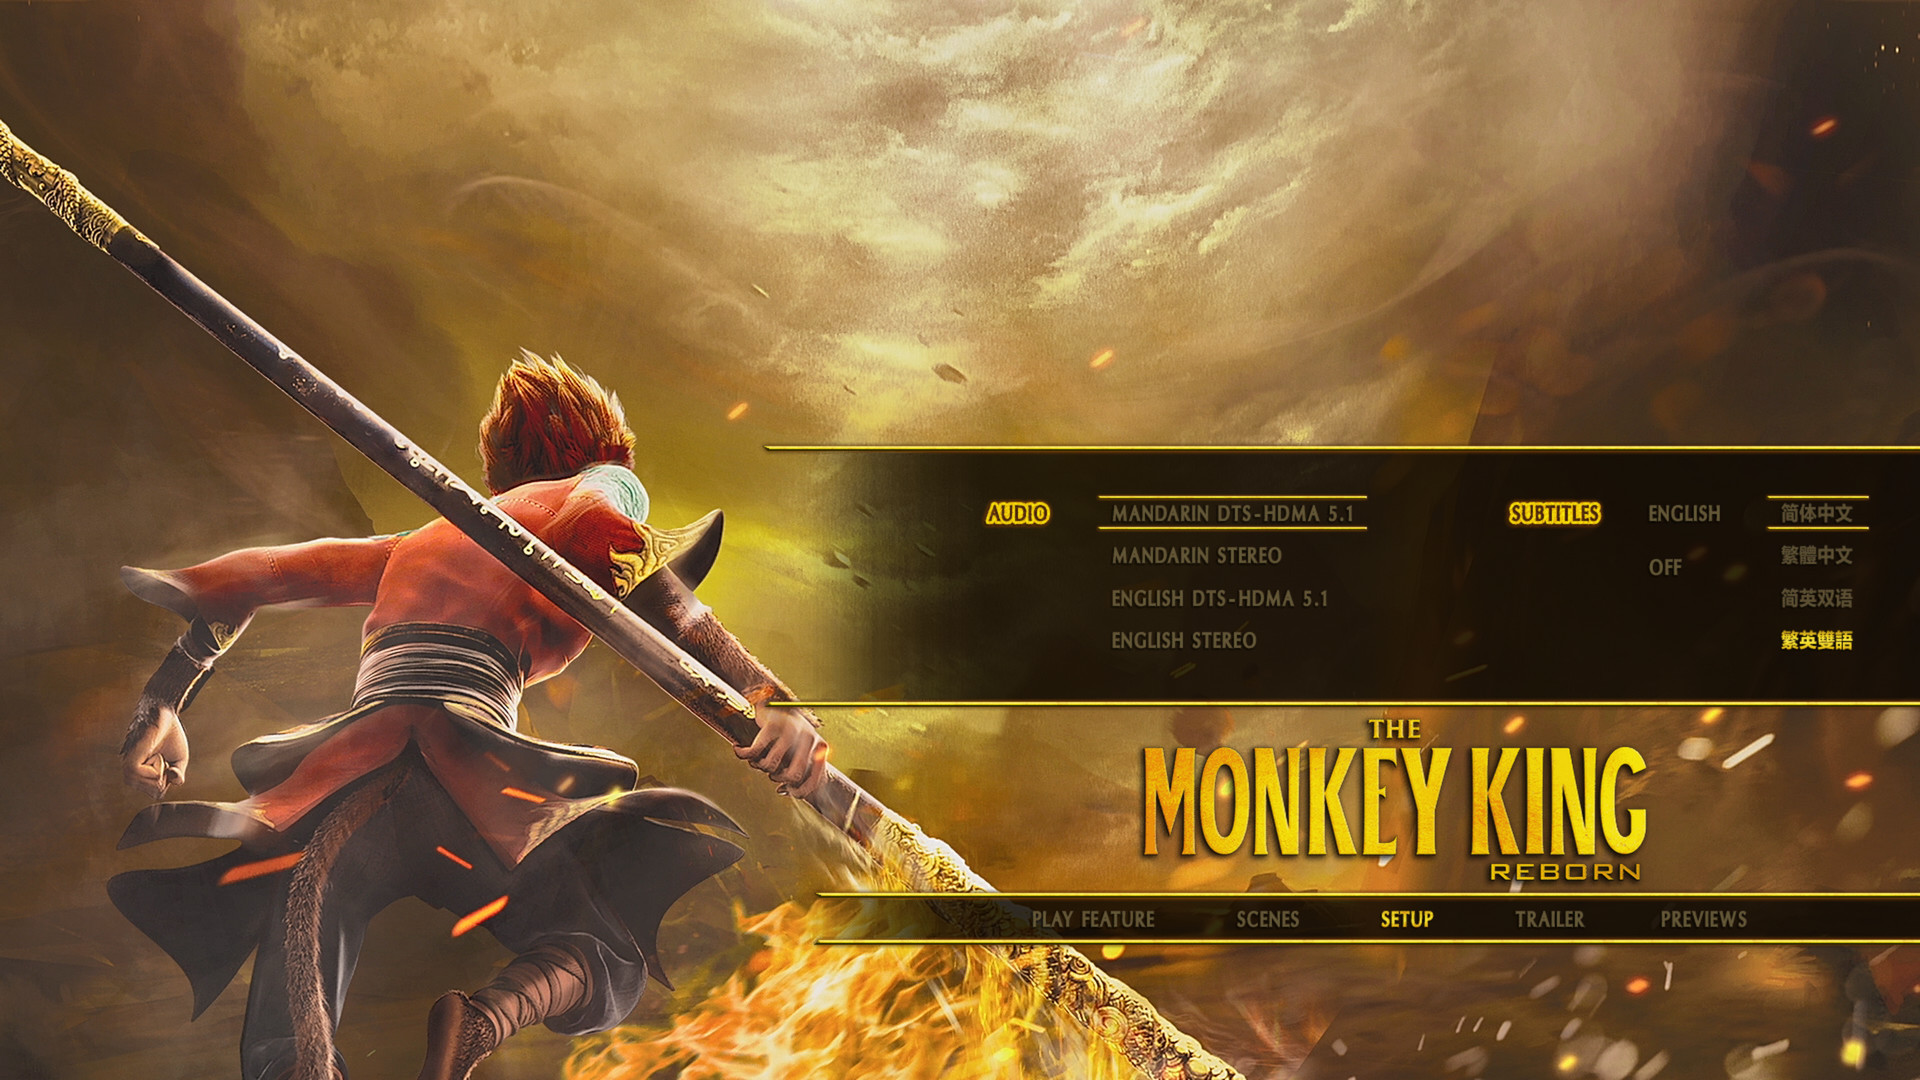 AUDIO
MANDARIN DTS-HDMA 5.1
MANDARIN STEREO
ENGLISH DTS-HDMA 5.1
ENGLISH STEREO
SUBTITLES
ENGLISH
OFF
简体中文
繁體中文
简英双语
繁英雙語
THE
MONKEY KING
REBORN
PLAY FEATURE SCENES SETUP TRAILER PREVIEWS